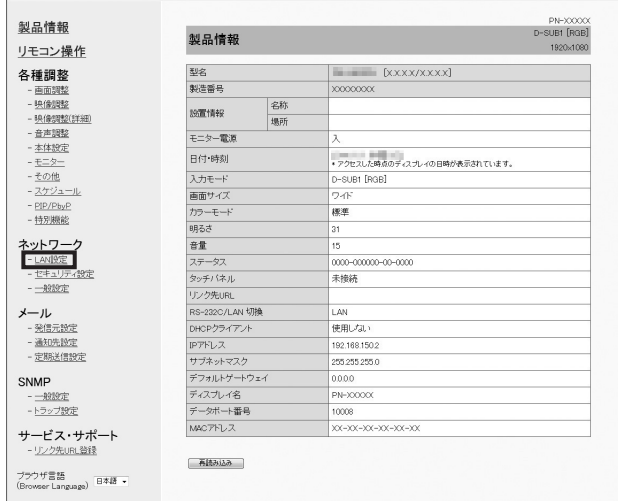 製品情報
リモコン操作
各種調整
- 画面調整
- 映像調整
- 映像調整(詳細)
- 音声調整
- 本体設定
- モニター
- その他
- スケジュール
- PIP/PbyP
- 特別機能
ネットワーク
- LAN設定
- セキュリティ設定
- 一般設定
メール
- 発信元設定
- 通知先設定
- 定期送信設定
SNMP
- 一般設定
- トラップ設定
サービス・サポート
- リンク先URL登録
ブラウザ言語
(Browser Language) 日本語
製品情報
PN-XXXXX
D-SUB1 [RGB]
1920x1080
型名 [X.X.X.X/X.X.X.X]
製造番号 XXXXXXXX
設置情報 名称
場所
モニター電源 入
日付・時刻
* アクセスした時点のディスプレイの日時が表示されています。
入力モード D-SUB1 [RGB]
画面サイズ ワイド
カラーモード 標準
明るさ 31
音量 15
ステータス 0000-000000-00-0000
タッチパネル 未接続
リンク先URL
RS-232C/LAN 切換 LAN
DHCPクライアント 使用しない
IPアドレス 192.168.150.2
サブネットマスク 255.255.255.0
デフォルトゲートウェイ 0.0.0.0
ディスプレイ名 PN-XXXXX
データポート番号 10008
MACアドレス XX-XX-XX-XX-XX-XX
再読み込み